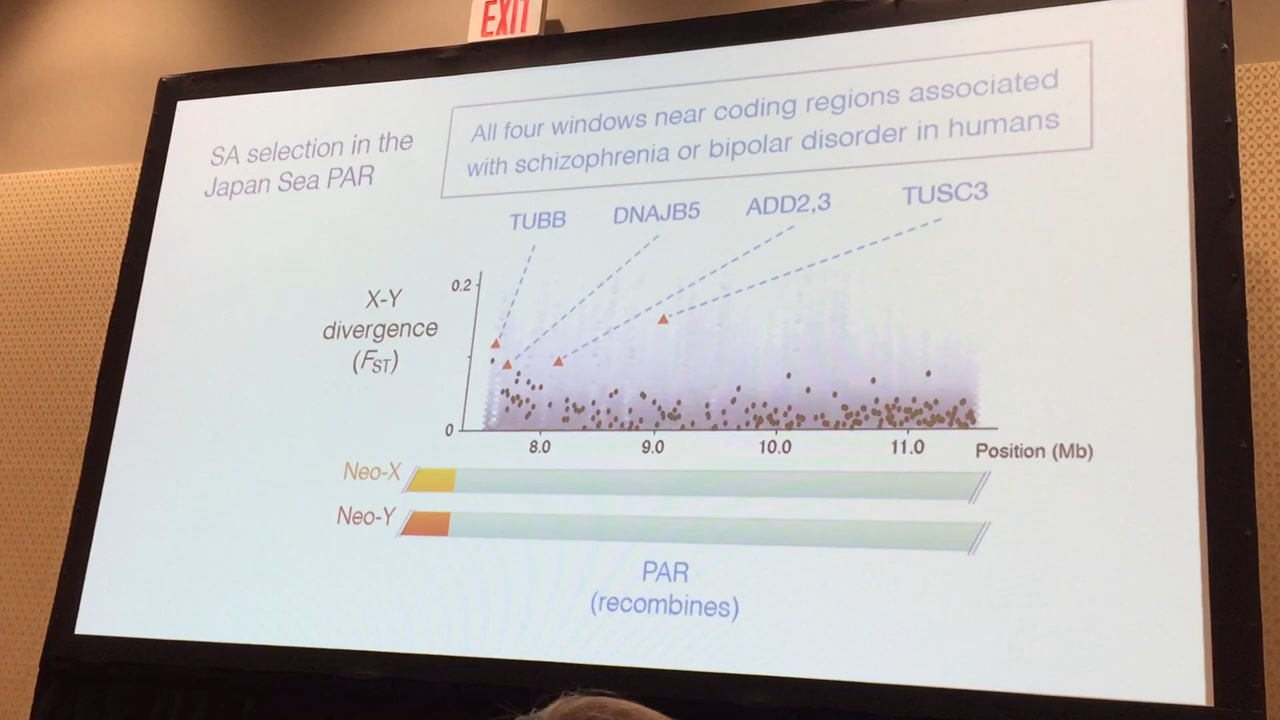 EXIT
SA selection in the
Japan Sea PAR
All four windows near coding regions associated
with schizophrenia or bipolar disorder in humans
TUBB DNAJB5 ADD2,3 TUSC3
X-Y
divergence
(FST)
0.2
0
8.0 9.0 10.0 11.0 Position (Mb)
Neo-X
Neo-Y
PAR
(recombines)